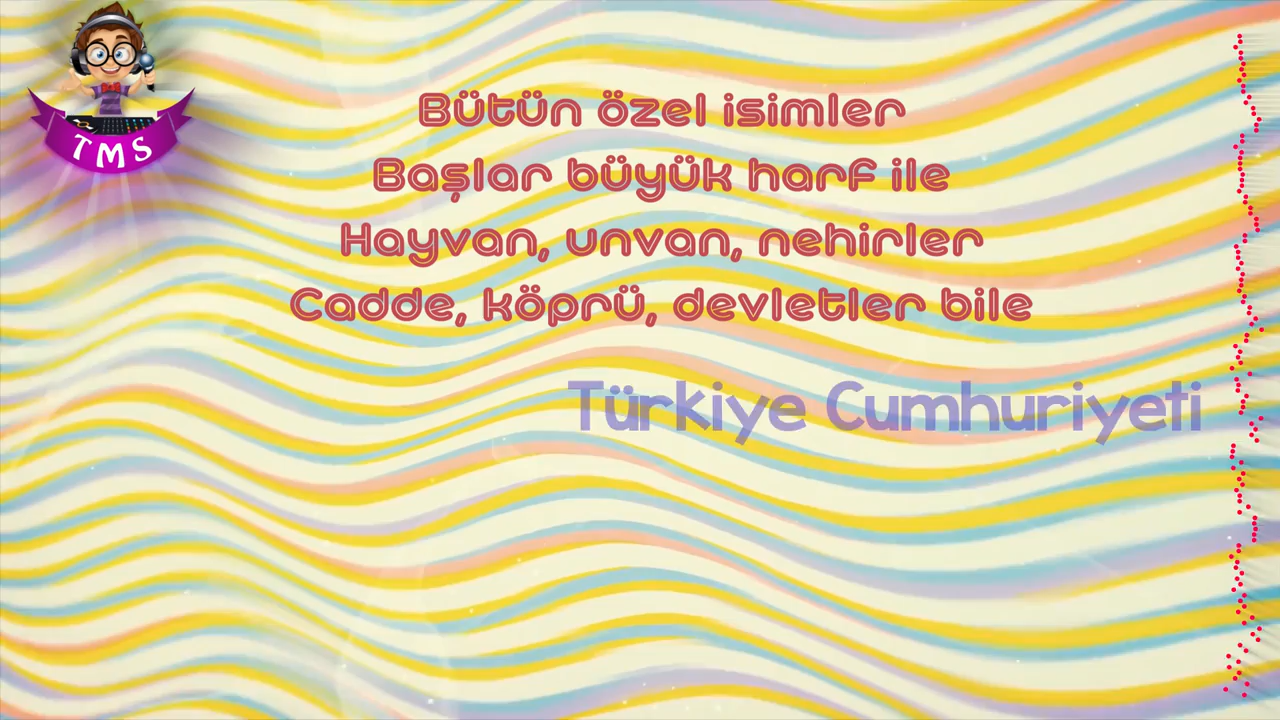 TMS
Bütün özel isimler
Başlar büyük harf ile
Hayvan, unvan, nehirler
Cadde, köprü, devletler bile
Türkiye Cumhuriyeti